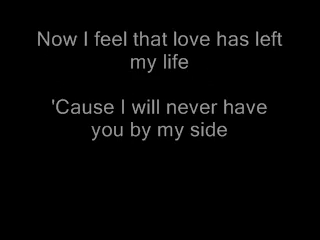 Now I feel that love has left
my life
'Cause I will never have
you by my side